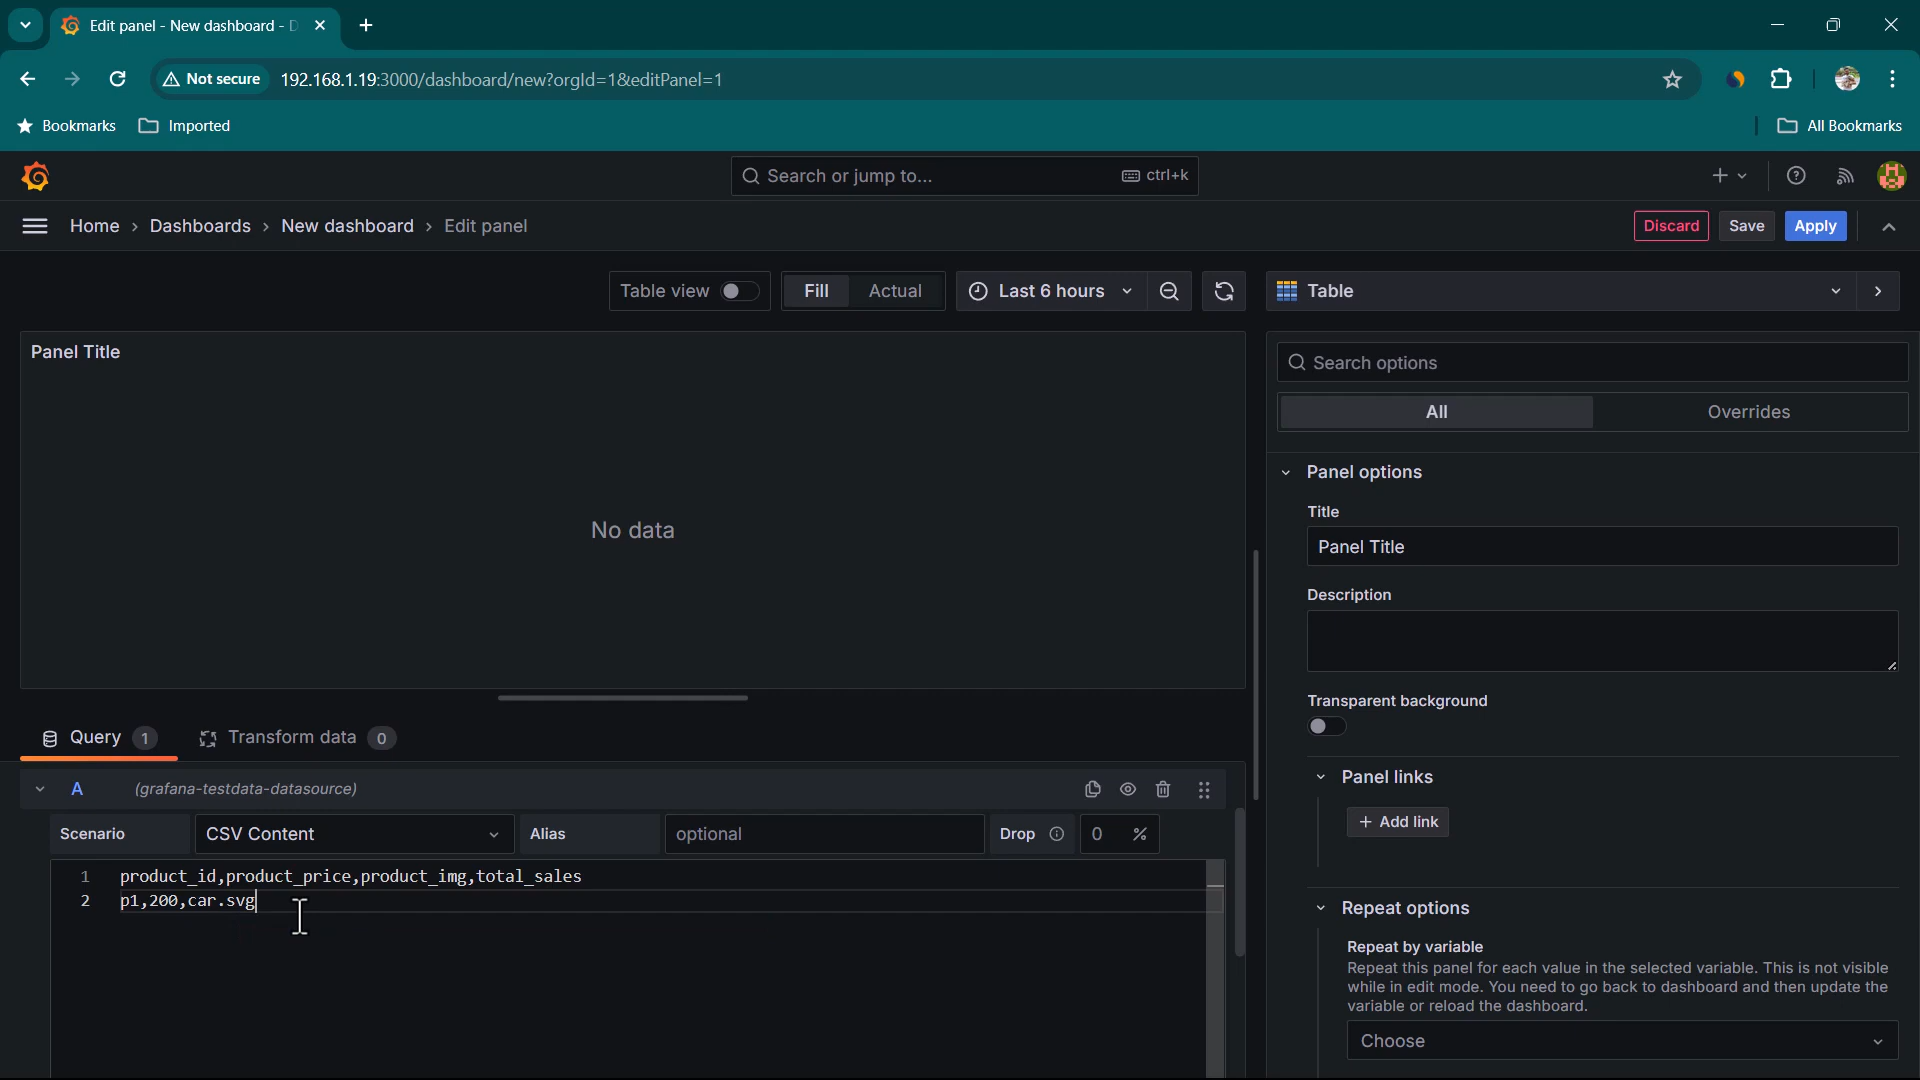 Edit panel - New dashboard - D
Not secure 192.168.1.19:3000/dashboard/new?orgId=1&editPanel=1
Bookmarks Imported All Bookmarks
Search or jump to... ctrl+k
Home › Dashboards › New dashboard › Edit panel Discard Save Apply
Table view Fill Actual Last 6 hours Table
Panel Title
Search options
All Overrides
No data
Panel options
Title
Panel Title
Description
Transparent background
Query 1 Transform data 0
Panel links
+ Add link
A (grafana-testdata-datasource)
Scenario CSV Content Alias optional Drop 0 %
1 product_id,product_price,product_img,total_sales
2 p1,200,car.svg
Repeat options
Repeat by variable
Repeat this panel for each value in the selected variable. This is not visible
while in edit mode. You need to go back to dashboard and then update the
variable or reload the dashboard.
Choose